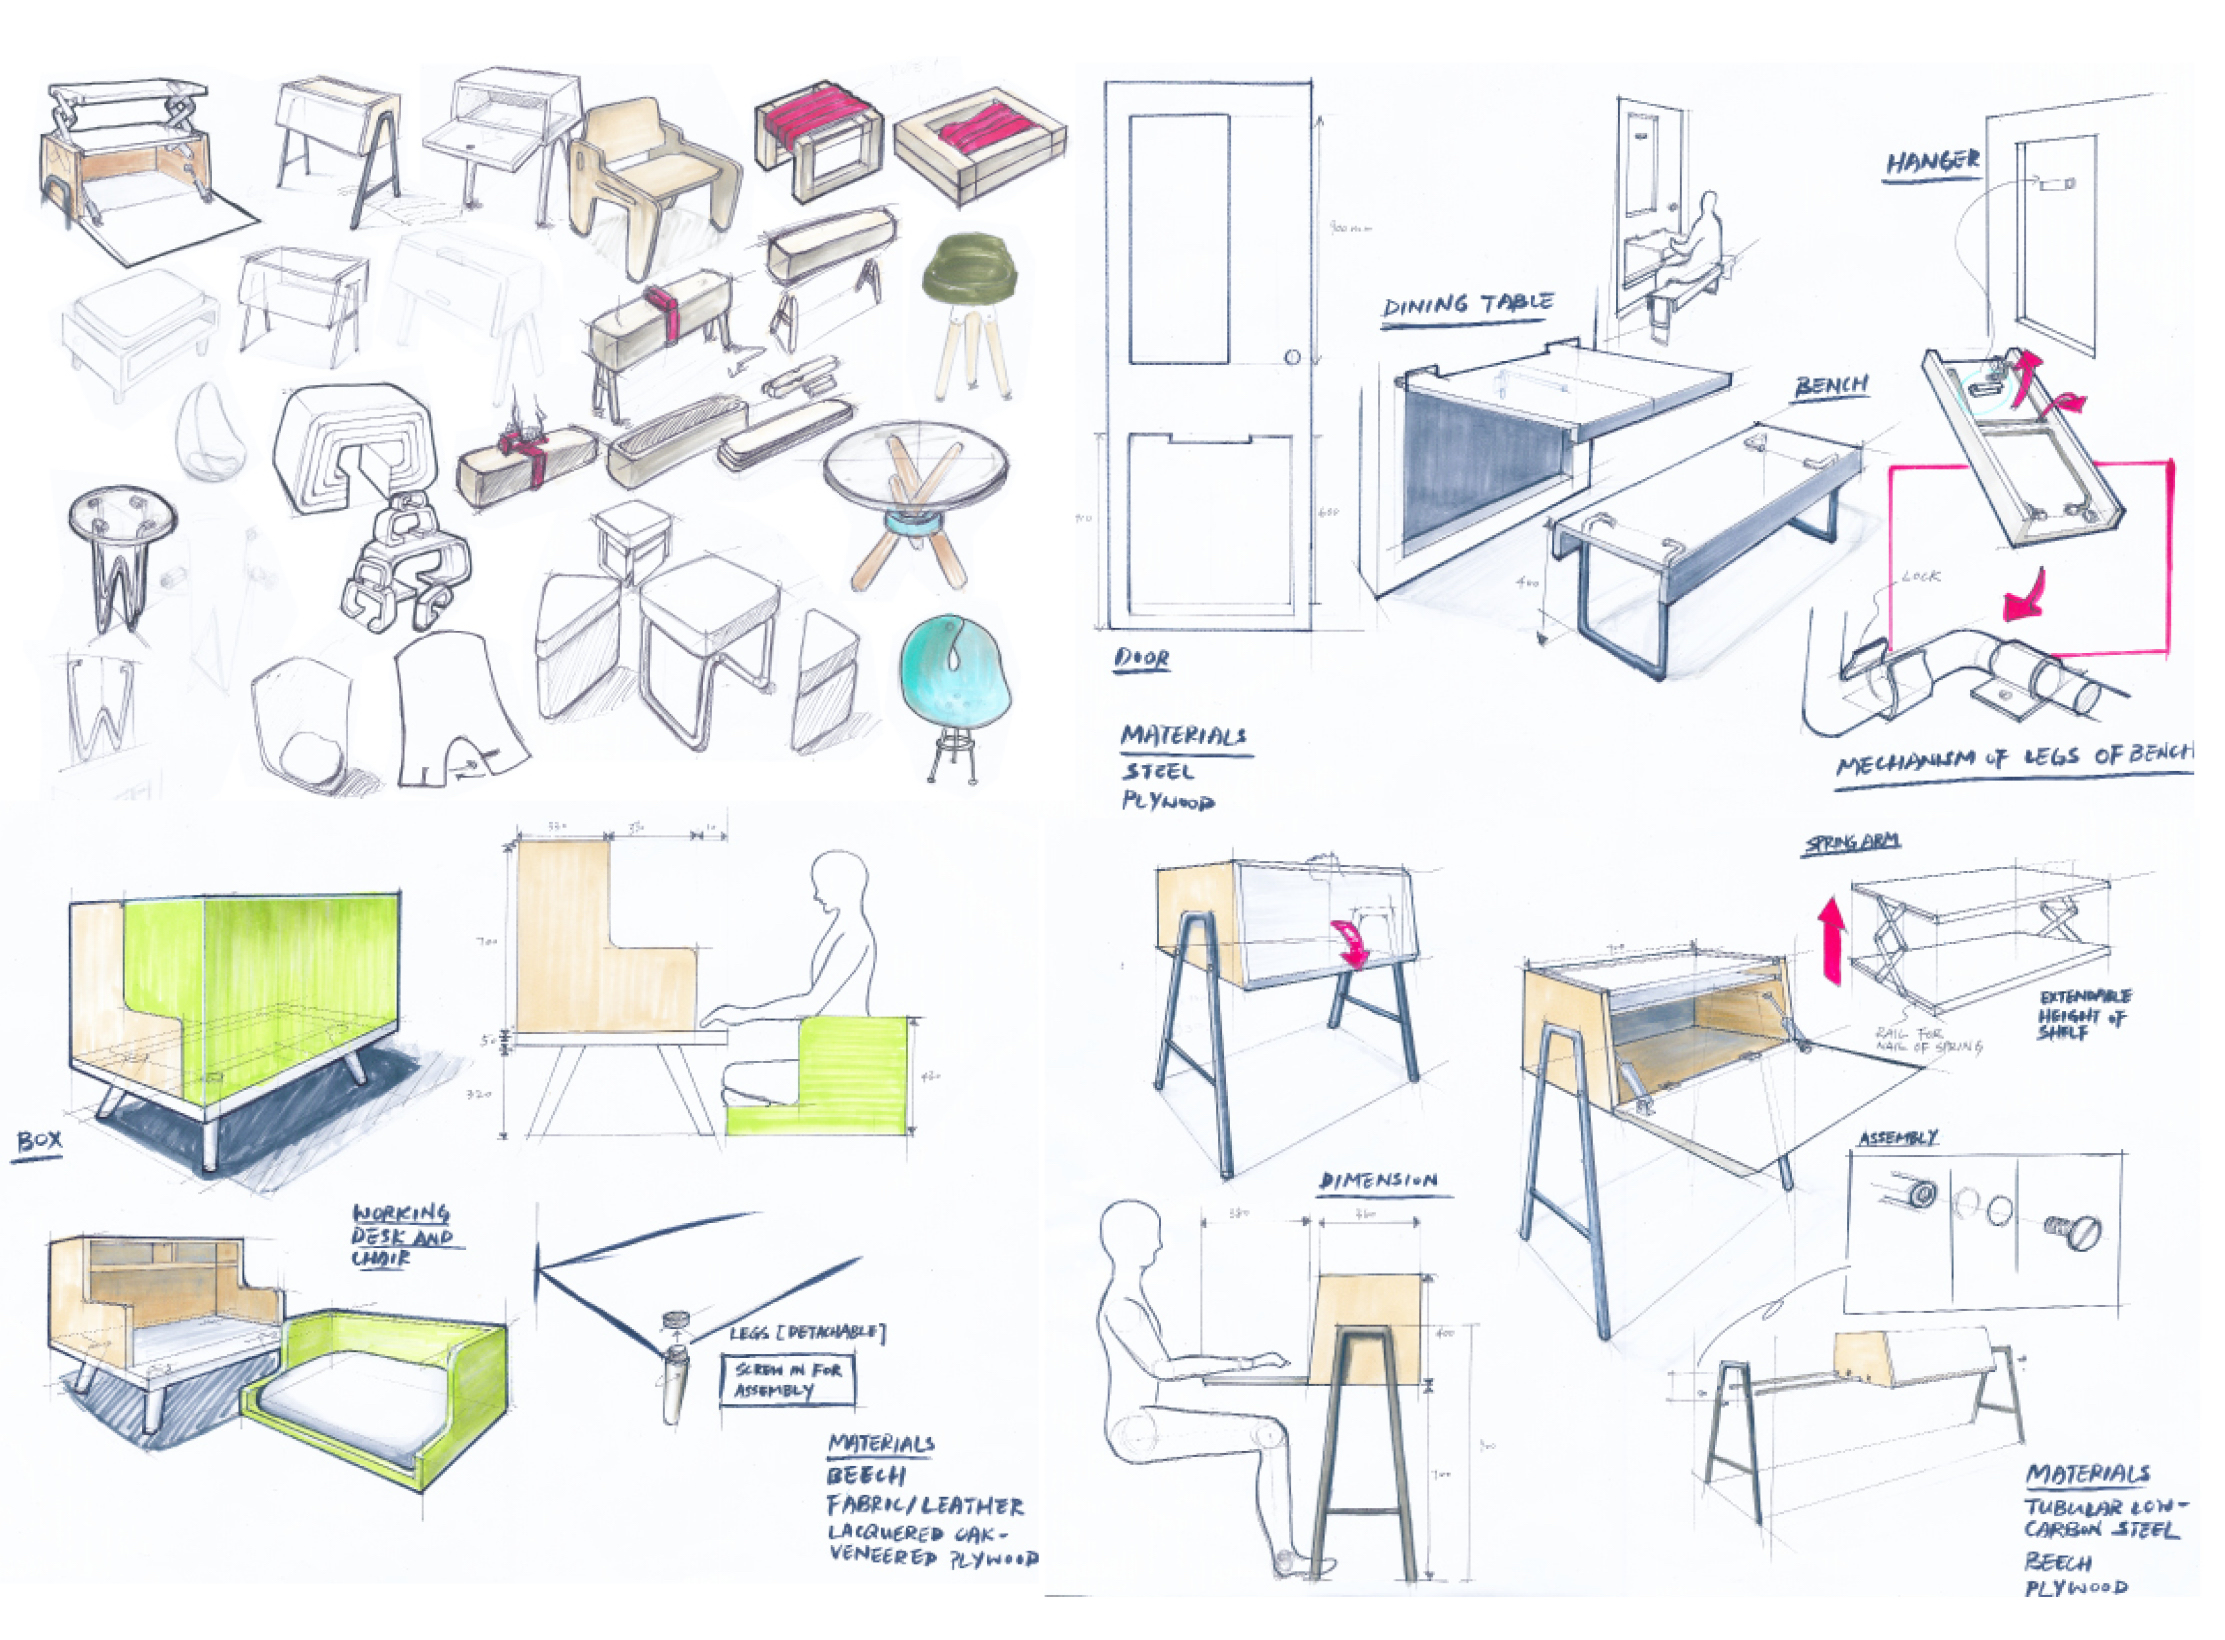 HANGER
900 mm
DINING TABLE
BENCH
910
600
400
LOCK
DOOR
MATERIALS
STEEL
PLYWOOD
MECHANISM OF LEGS OF BENCH
330
330
10
700
50
320
430
BOX
WORKING
DESK AND
CHAIR
LEGS [DETACHABLE]
SCREW IN FOR
ASSEMBLY
MATERIALS
BEECH
FABRIC/LEATHER
LACQUERED OAK-
VENEERED PLYWOOD
SPRING ARM
900
EXTENDABLE
HEIGHT OF
SHELF
RAIL FOR
NAIL OF SPRING
ASSEMBLY
DIMENSION
380
360
400
700
MATERIALS
TUBULAR LOW-
CARBON STEEL
BEECH
PLYWOOD